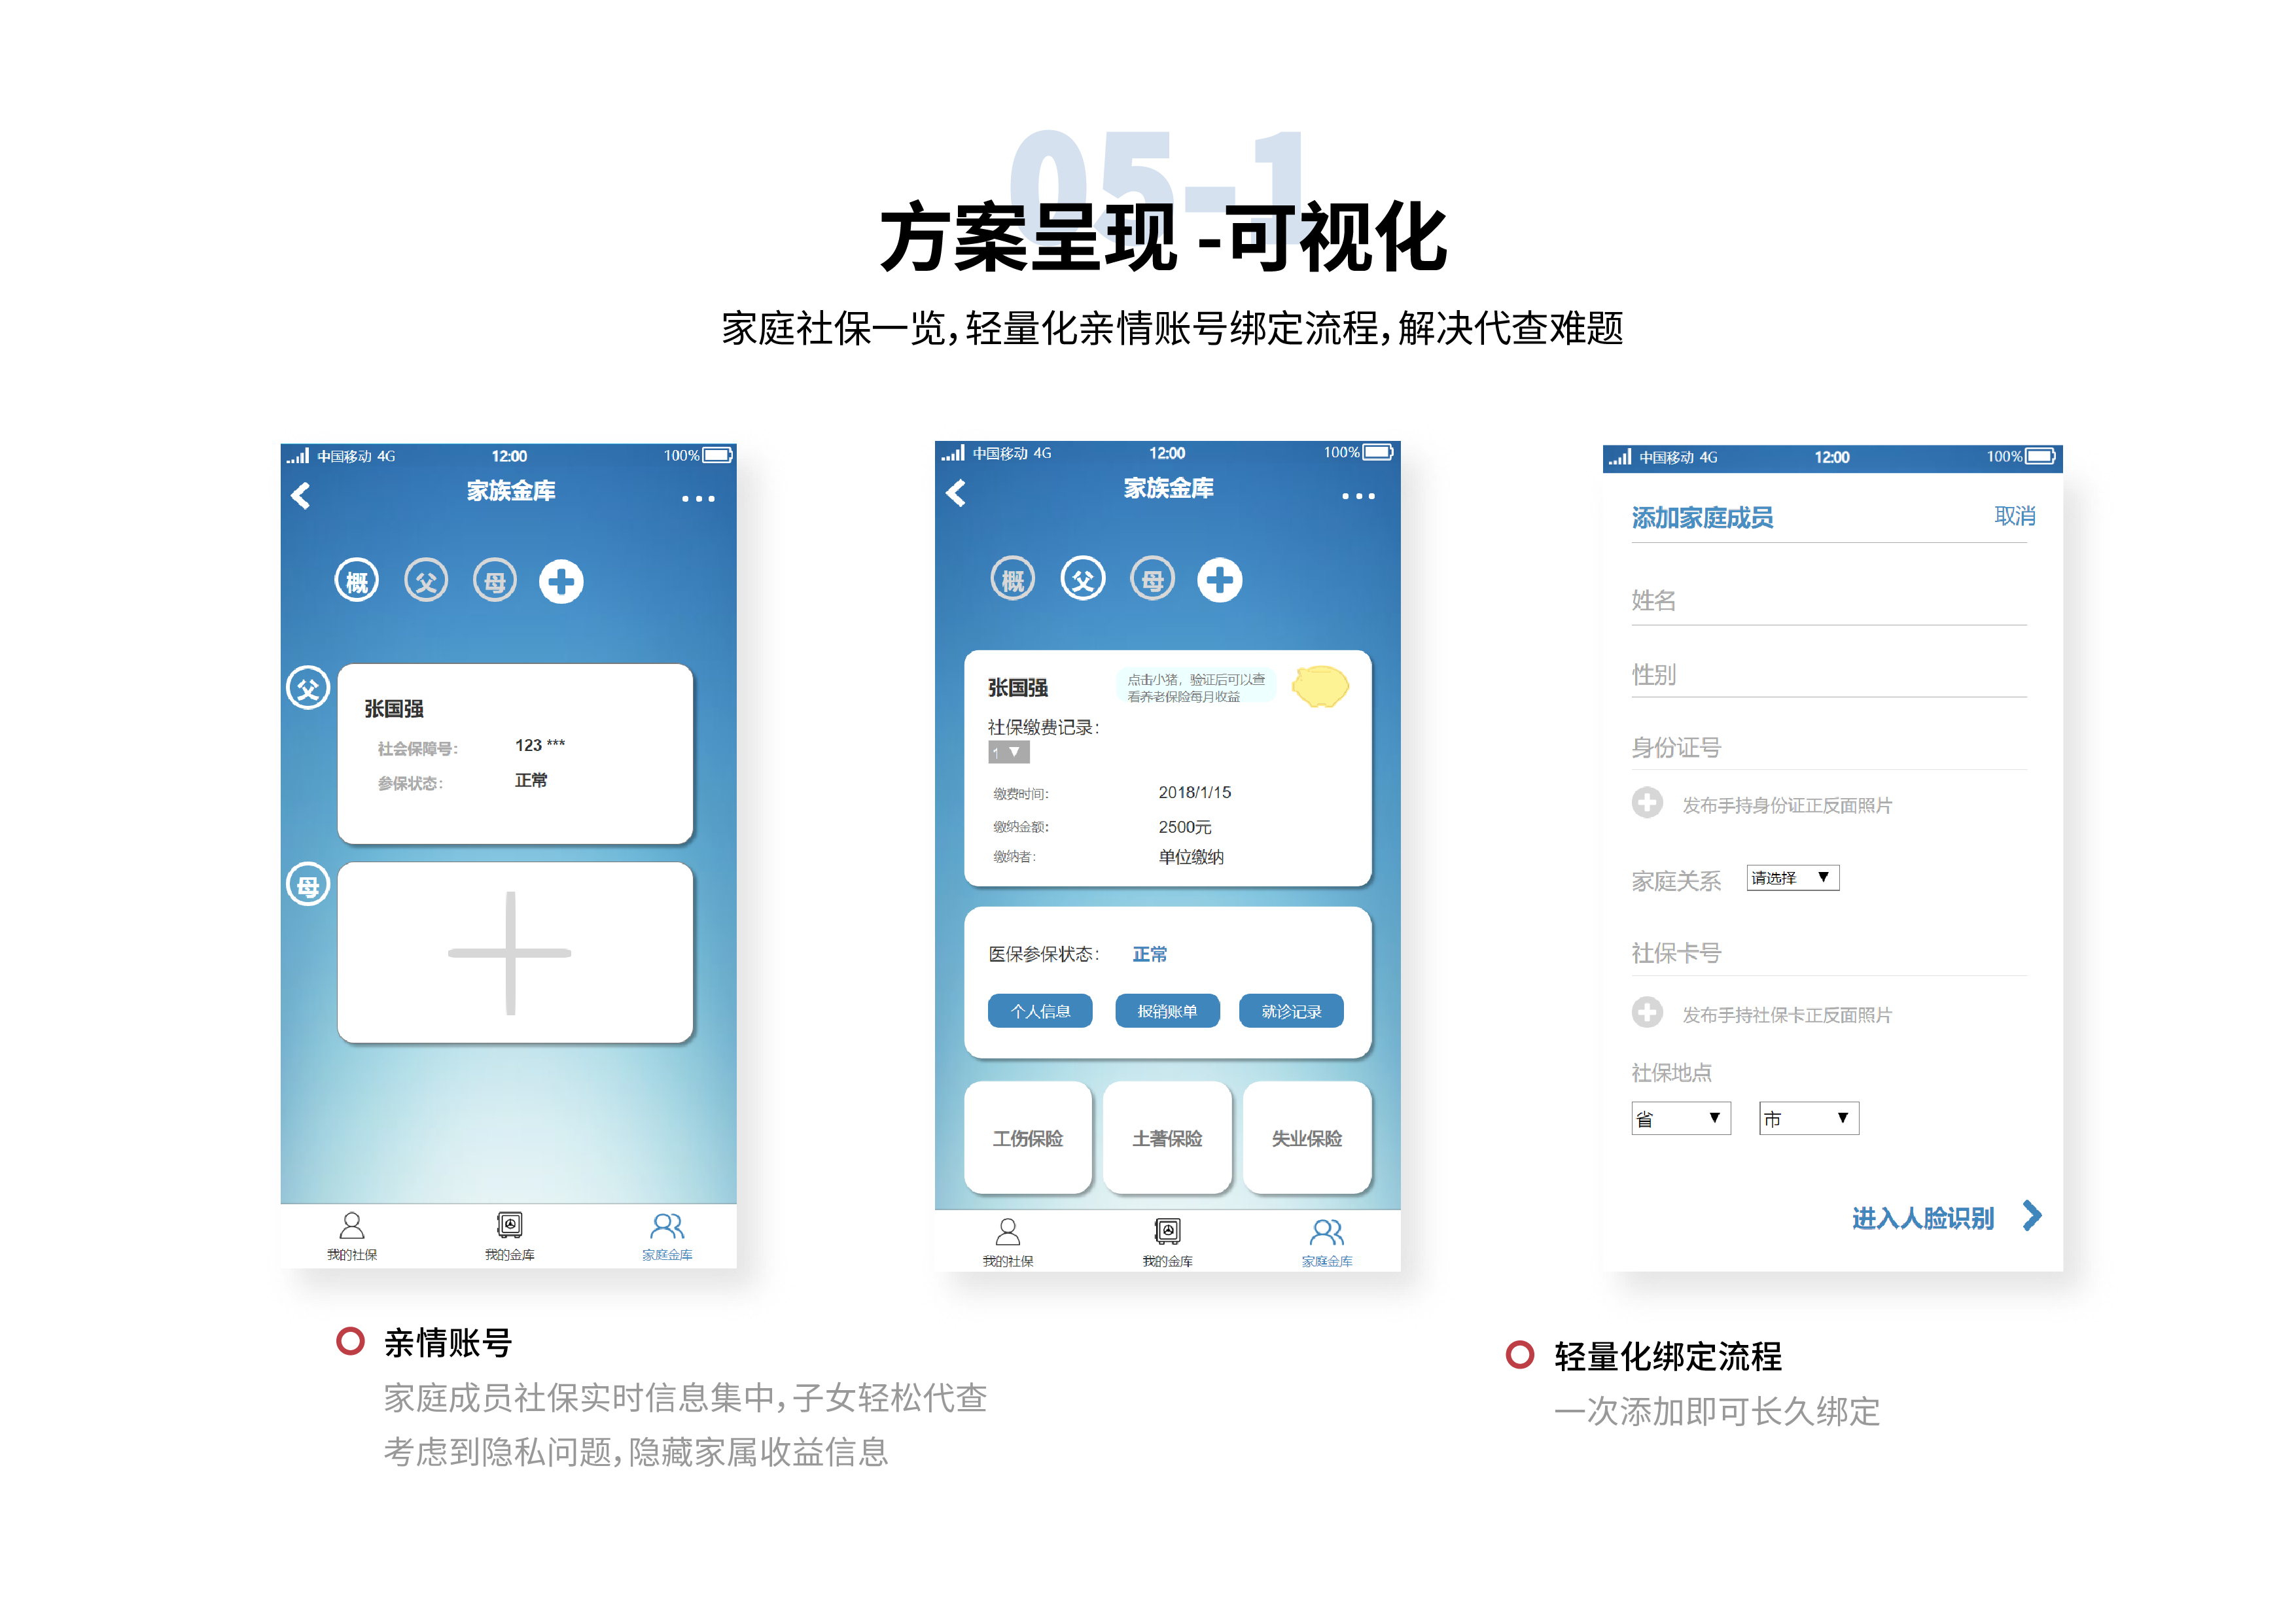 05-1
方案呈现 -可视化
家庭社保一览，轻量化亲情账号绑定流程，解决代查难题
中国移动 4G 12:00 100%
家族金库
概 父 母
父
张国强
社会保障号： 123 ***
参保状态： 正常
母
我的社保 我的金库 家庭金库
中国移动 4G 12:00 100%
家族金库
概 父 母
张国强
点击小猪，验证后可以查
看养老保险每月收益
社保缴费记录：
1 ▼
缴费时间： 2018/1/15
缴纳金额： 2500元
缴纳者： 单位缴纳
医保参保状态： 正常
个人信息 报销账单 就诊记录
工伤保险 土著保险 失业保险
我的社保 我的金库 家庭金库
中国移动 4G 12:00 100%
添加家庭成员 取消
姓名
性别
身份证号
发布手持身份证正反面照片
家庭关系 请选择 ▼
社保卡号
发布手持社保卡正反面照片
社保地点
省 ▼ 市 ▼
进入人脸识别
亲情账号
家庭成员社保实时信息集中，子女轻松代查
考虑到隐私问题，隐藏家属收益信息
轻量化绑定流程
一次添加即可长久绑定